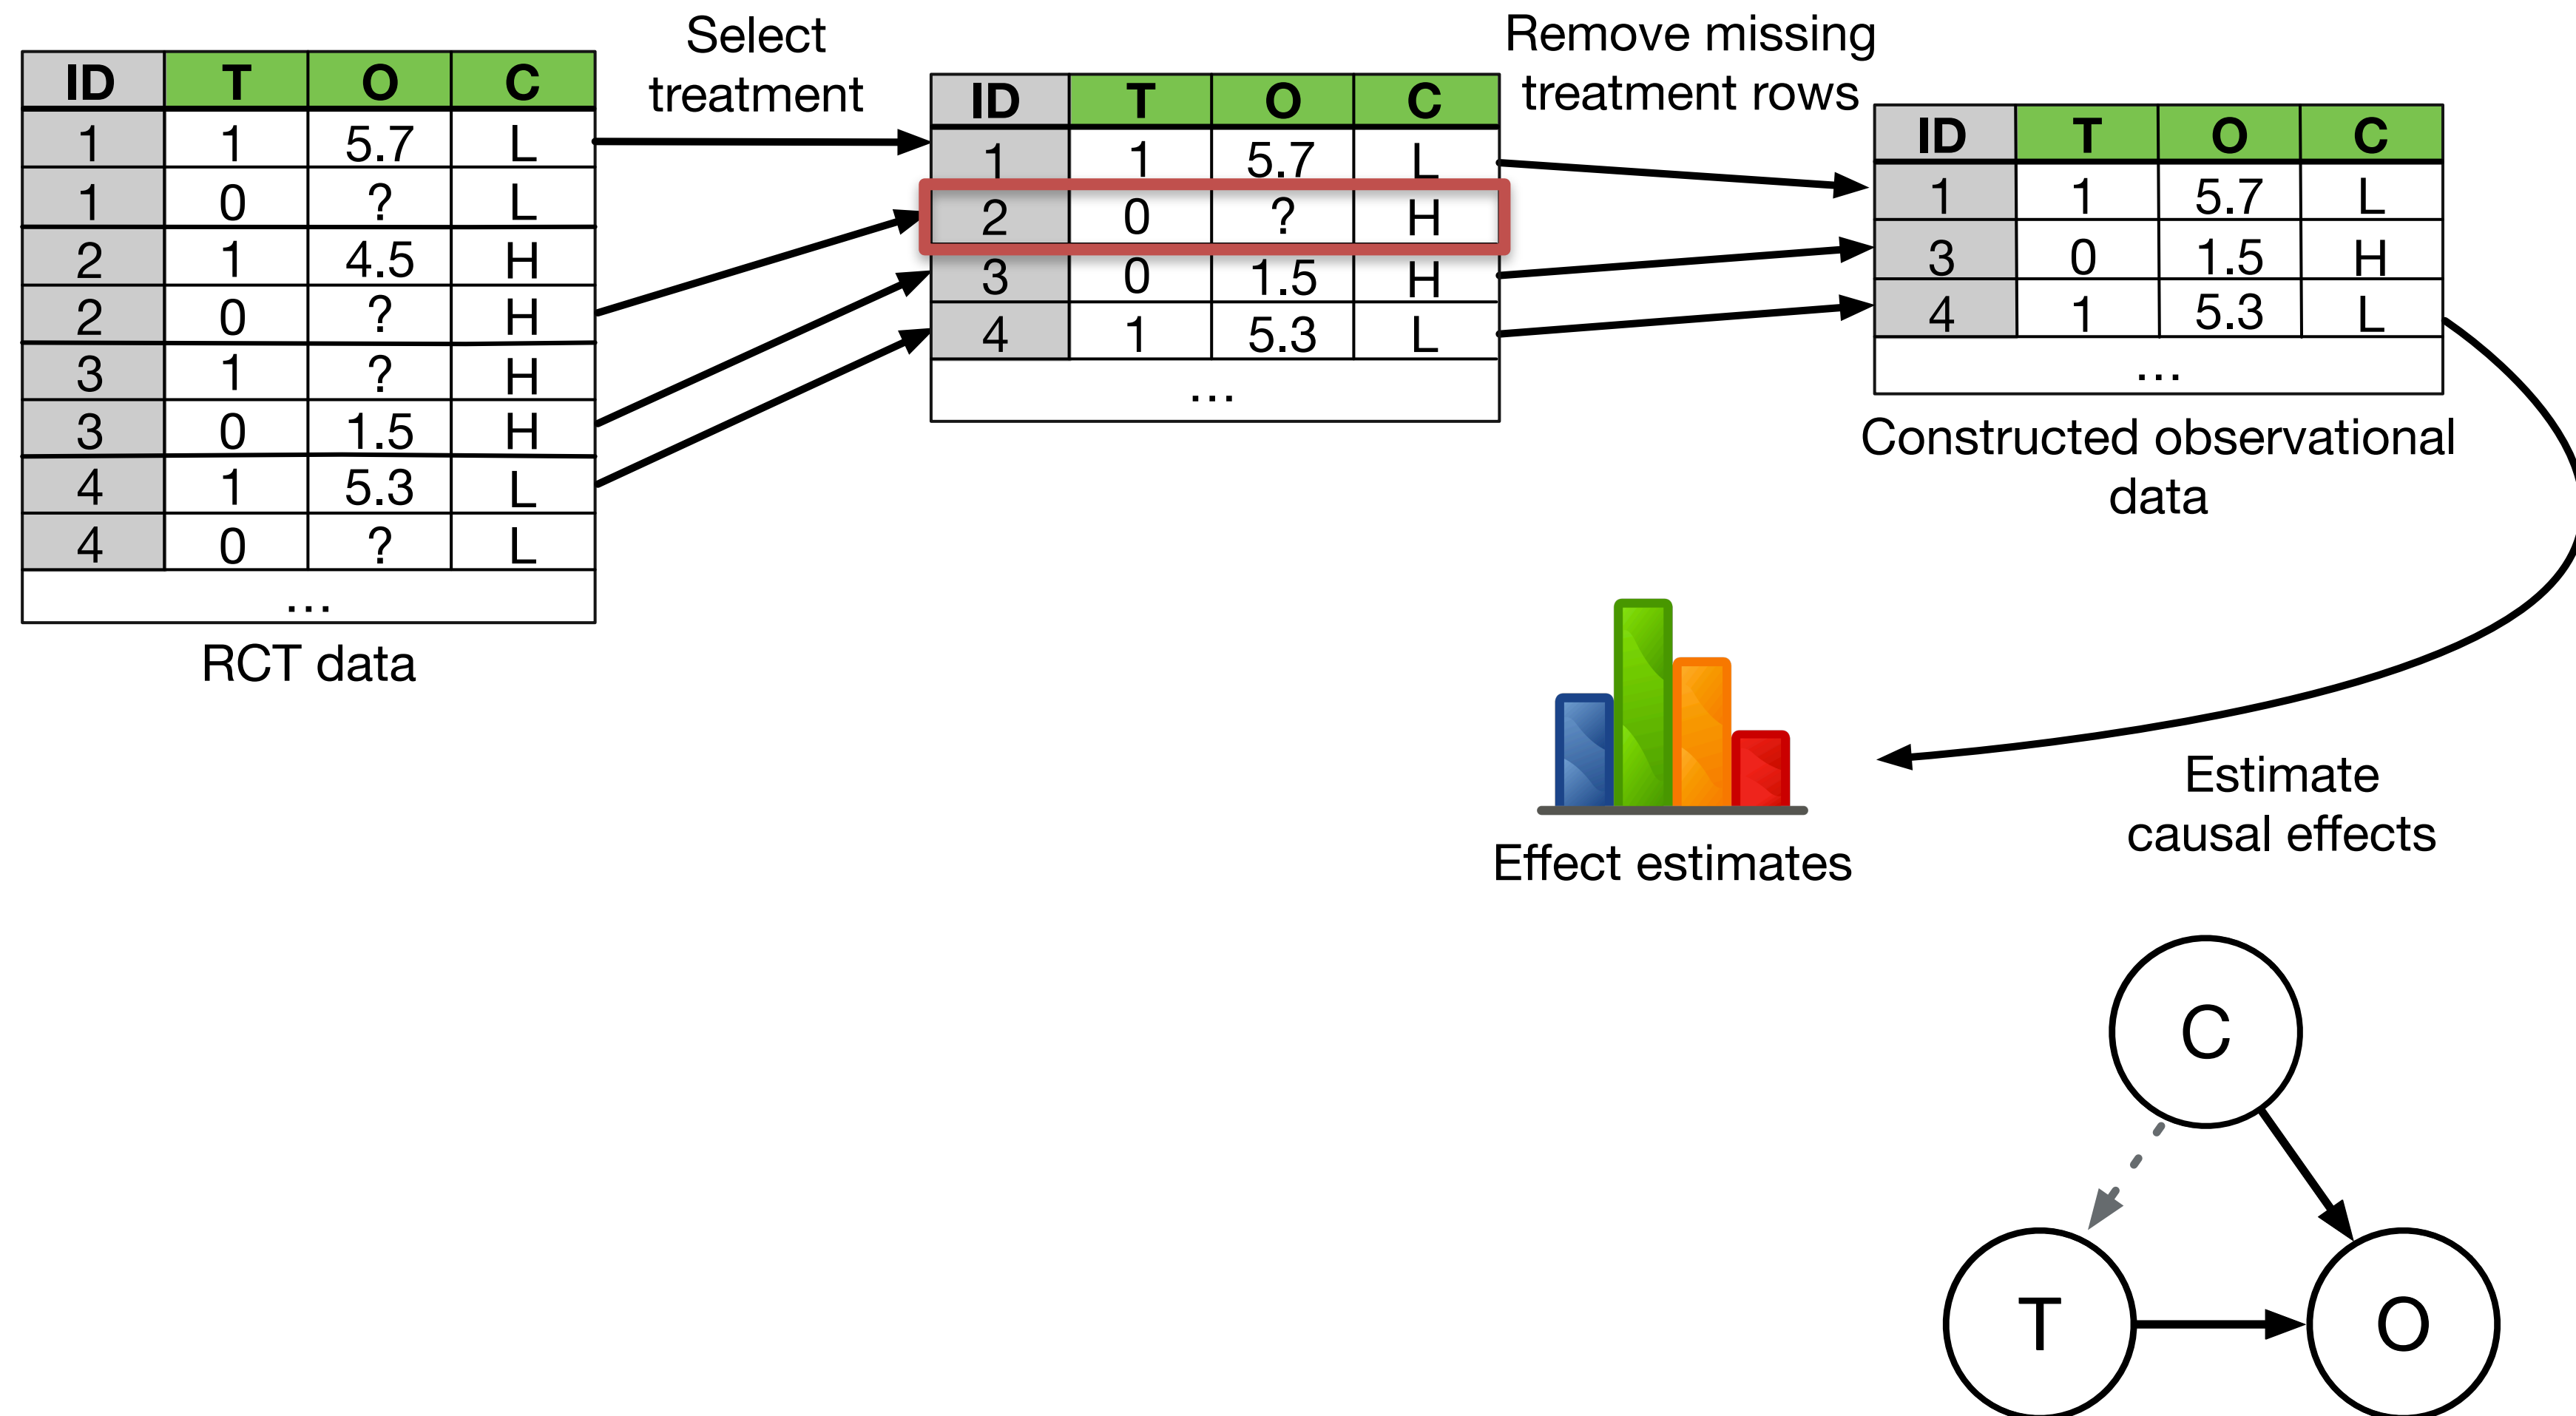 ID T O C
1 1 5.7 L
1 0 ? L
2 1 4.5 H
2 0 ? H
3 1 ? H
3 0 1.5 H
4 1 5.3 L
4 0 ? L
...
RCT data
Select
treatment
ID T O C
1 1 5.7 L
2 0 ? H
3 0 1.5 H
4 1 5.3 L
...
Remove missing
treatment rows
ID T O C
1 1 5.7 L
3 0 1.5 H
4 1 5.3 L
...
Constructed observational
data
Estimate
causal effects
Effect estimates
C
T
O